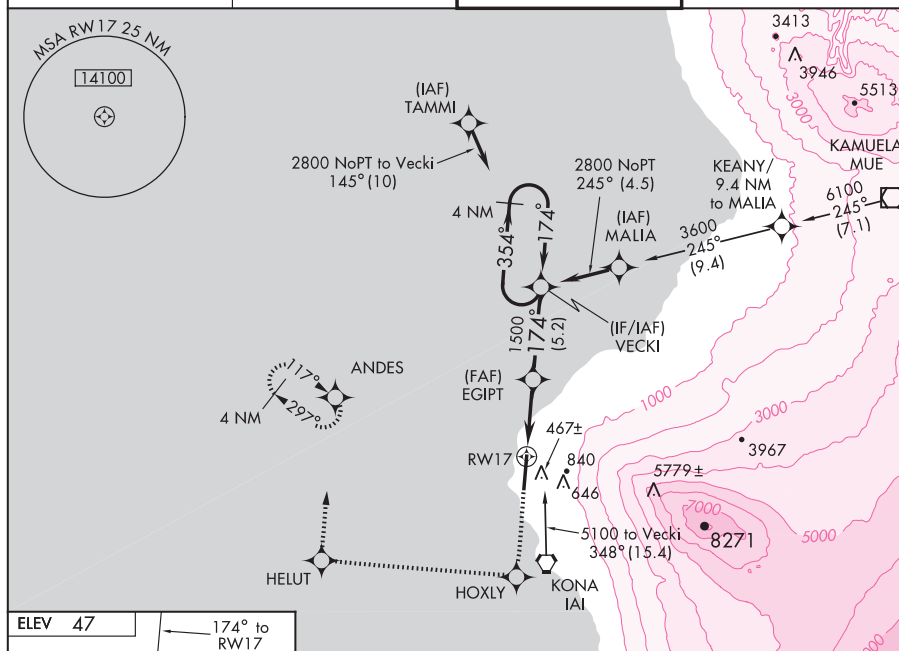 MSA RW17 25 NM
14100
(IAF)
TAMMI
2800 NoPT to Vecki
145° (10)
3413
3946
3000
5513
KAMUELA
MUE
KEANY/
9.4 NM
to MALIA
6100
245°
(7.1)
2800 NoPT
245° (4.5)
(IAF)
MALIA
3600
245°
(9.4)
4 NM
354°
174°
(IF/IAF)
VECKI
1500
174°
(5.2)
(FAF)
EGIPT
ANDES
117°
297°
4 NM
1000
3000
3967
RW17
467±
840
646
5779±
7000
8271
5000
5100 to Vecki
348° (15.4)
HELUT
HOXLY
KONA
IAI
ELEV 47
174° to
RW17